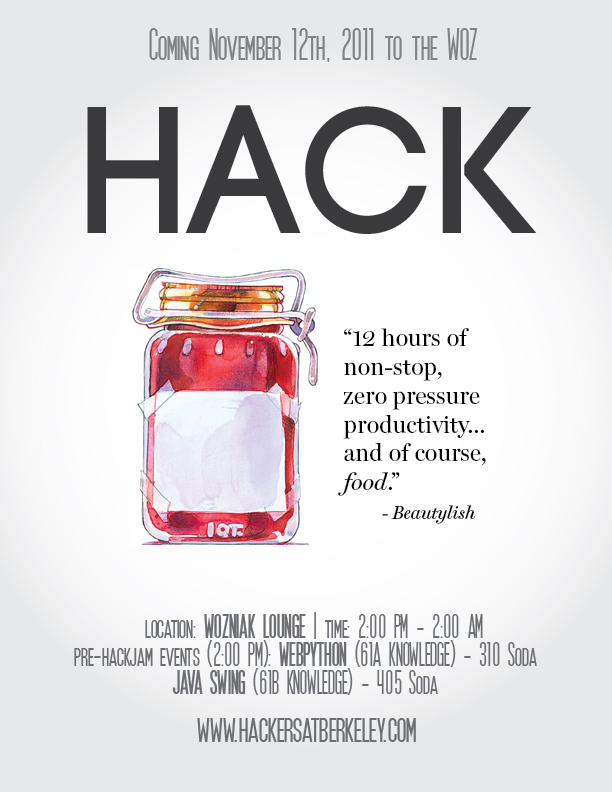 Coming November 12th, 2011 to the WOZ
HACK
“12 hours of
non-stop,
zero pressure
productivity...
and of course,
food.”
- Beautylish
1 QT.
LOCATION: WOZNIAK LOUNGE | TIME: 2:00 PM - 2:00 AM
PRE-HACKJAM EVENTS (2:00 PM): WEBPYTHON (61A KNOWLEDGE) - 310 Soda
JAVA SWING (61B KNOWLEDGE) - 405 Soda
WWW.HACKERSATBERKELEY.COM